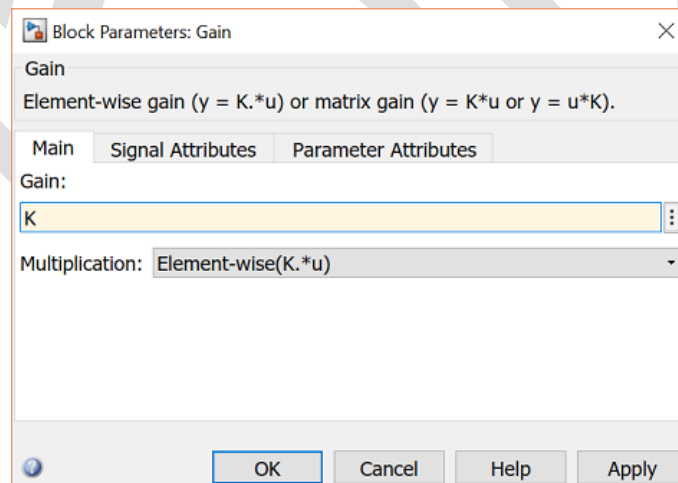 Block Parameters: Gain
Gain
Element-wise gain (y = K.*u) or matrix gain (y = K*u or y = u*K).
Main Signal Attributes Parameter Attributes
Gain:
K
Multiplication: Element-wise(K.*u)
OK Cancel Help Apply